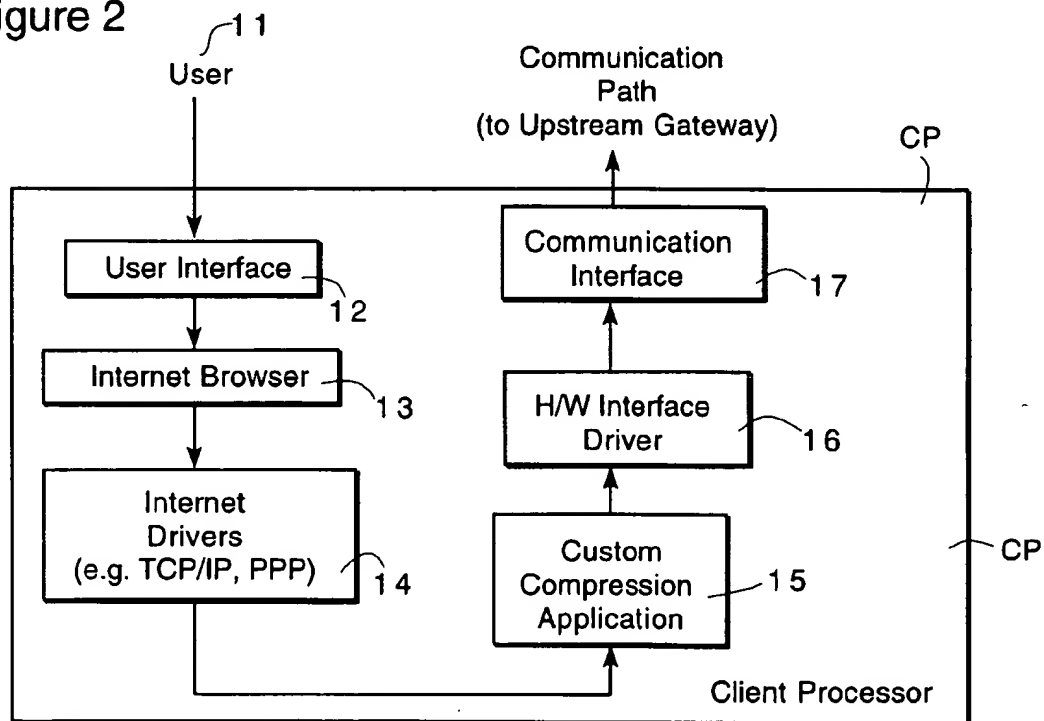 igure 2
11
User
Communication
Path
(to Upstream Gateway)
CP
User Interface
12
Internet Browser
13
Internet
Drivers
(e.g. TCP/IP, PPP)
14
Communication
Interface
17
H/W Interface
Driver
16
Custom
Compression
Application
15
CP
Client Processor